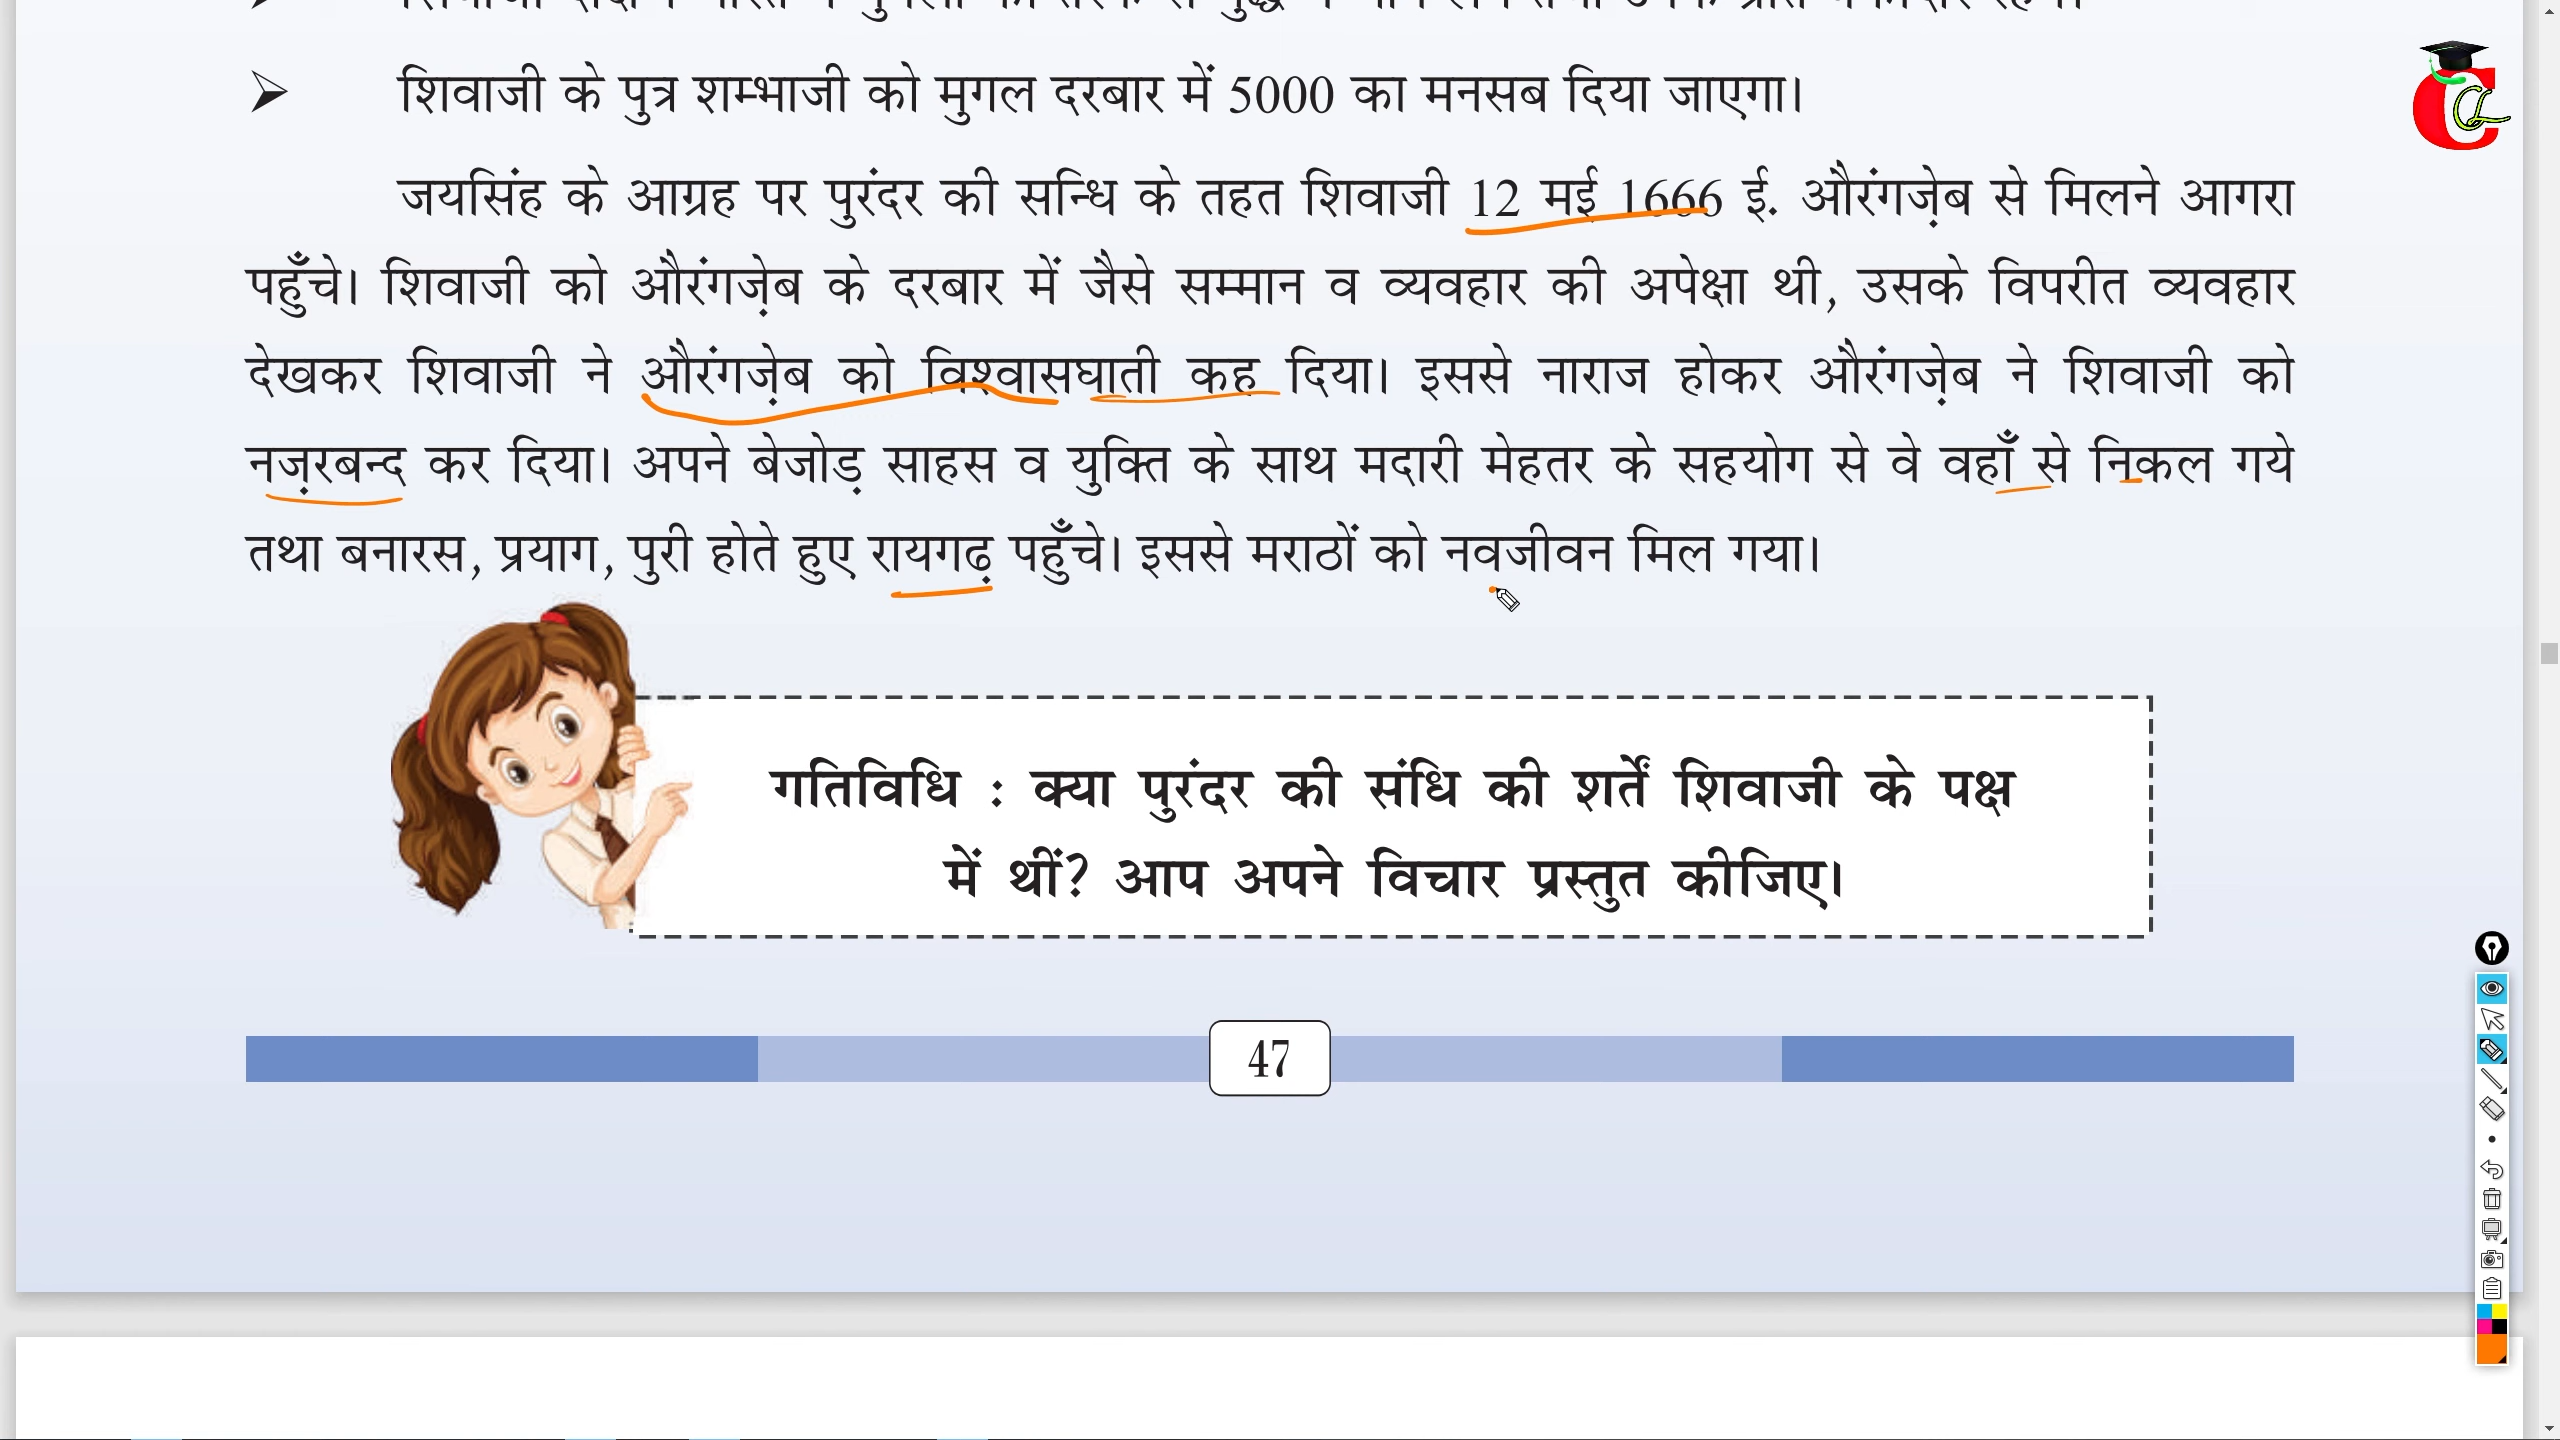 शिवाजी के पुत्र शम्भाजी को मुगल दरबार में 5000 का मनसब दिया जाएगा।
जयसिंह के आग्रह पर पुरंदर की सन्धि के तहत शिवाजी 12 मई 1666 ई. औरंगज़ेब से मिलने आगरा
पहुँचे। शिवाजी को औरंगज़ेब के दरबार में जैसे सम्मान व व्यवहार की अपेक्षा थी, उसके विपरीत व्यवहार
देखकर शिवाजी ने औरंगज़ेब को विश्वासघाती कह दिया। इससे नाराज होकर औरंगज़ेब ने शिवाजी को
नज़रबन्द कर दिया। अपने बेजोड़ साहस व युक्ति के साथ मदारी मेहतर के सहयोग से वे वहाँ से निकल गये
तथा बनारस, प्रयाग, पुरी होते हुए रायगढ़ पहुँचे। इससे मराठों को नवजीवन मिल गया।
गतिविधि : क्या पुरंदर की संधि की शर्तें शिवाजी के पक्ष
में थीं? आप अपने विचार प्रस्तुत कीजिए।
47